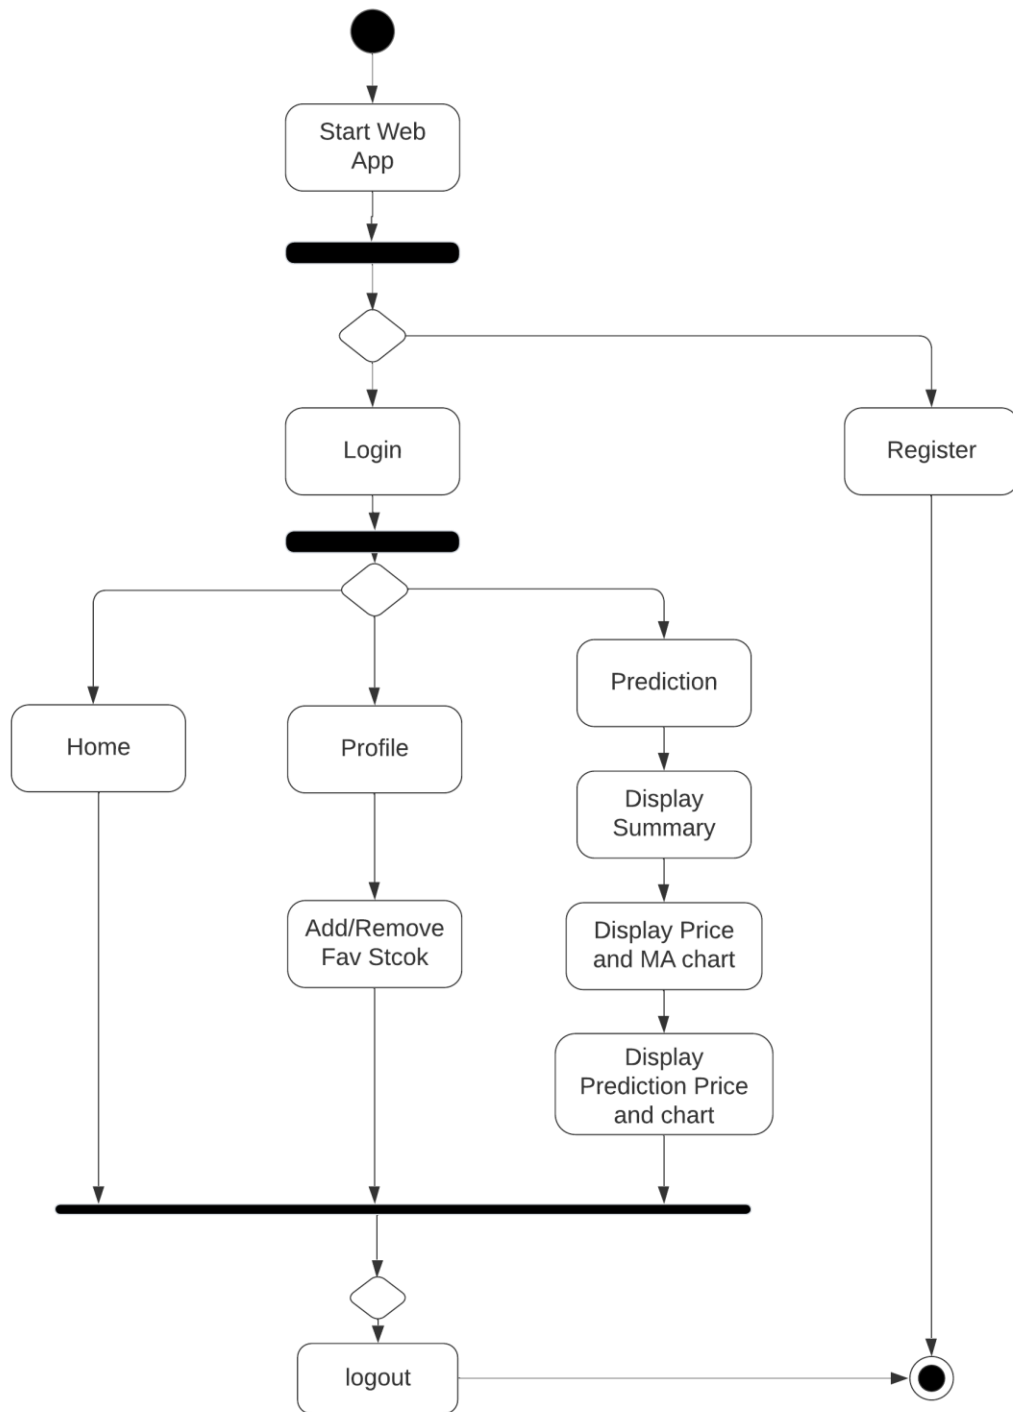 Start Web
App
Login
Register
Home
Profile
Prediction
Display
Summary
Add/Remove
Fav Stcok
Display Price
and MA chart
Display
Prediction Price
and chart
logout